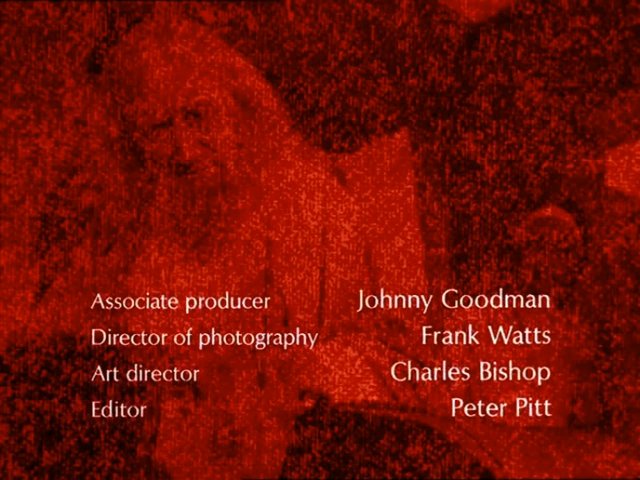 Associate producer Johnny Goodman
Director of photography Frank Watts
Art director Charles Bishop
Editor Peter Pitt